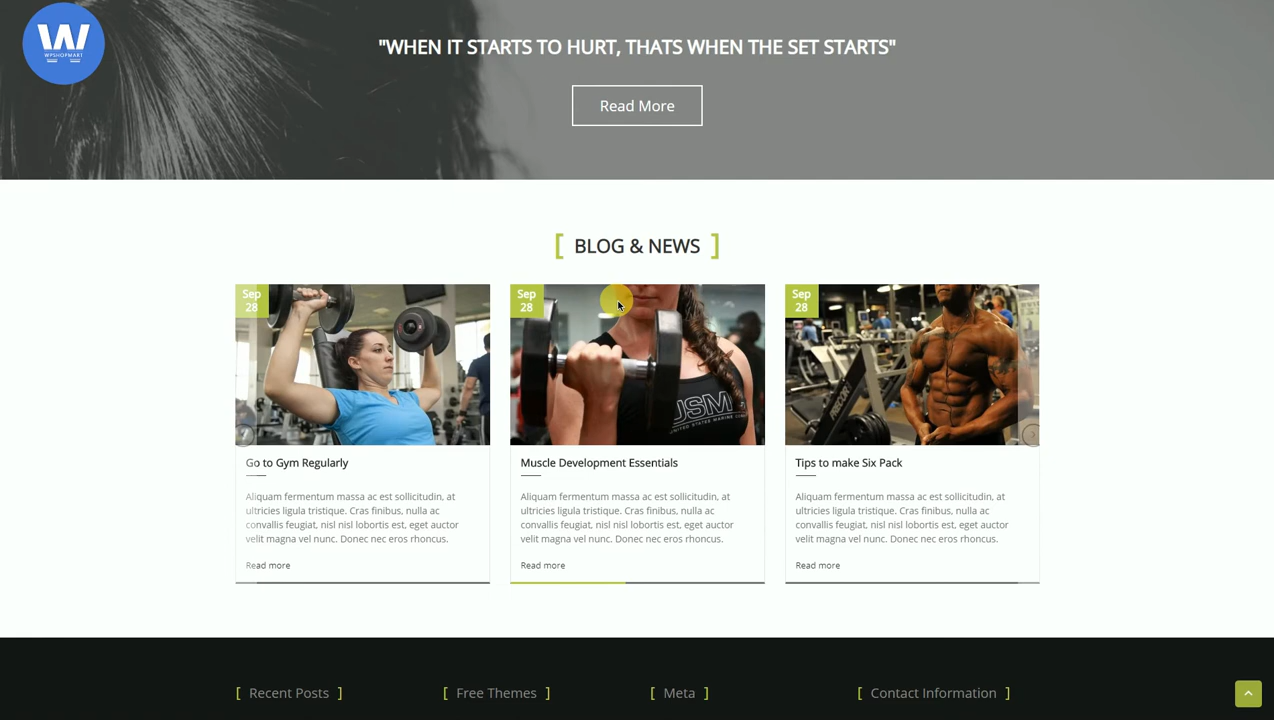 W
WPSHOPMART
"WHEN IT STARTS TO HURT, THATS WHEN THE SET STARTS"
Read More
[ BLOG & NEWS ]
Sep
28
Go to Gym Regularly
Aliquam fermentum massa ac est sollicitudin, at
ultricies ligula tristique. Cras finibus, nulla ac
convallis feugiat, nisl nisl lobortis est, eget auctor
velit magna vel nunc. Donec nec eros rhoncus.
Read more
Sep
28
USMC
UNITED STATES MARINE
Muscle Development Essentials
Aliquam fermentum massa ac est sollicitudin, at
ultricies ligula tristique. Cras finibus, nulla ac
convallis feugiat, nisl nisl lobortis est, eget auctor
velit magna vel nunc. Donec nec eros rhoncus.
Read more
Sep
28
PRECOR
Tips to make Six Pack
Aliquam fermentum massa ac est sollicitudin, at
ultricies ligula tristique. Cras finibus, nulla ac
convallis feugiat, nisl nisl lobortis est, eget auctor
velit magna vel nunc. Donec nec eros rhoncus.
Read more
[ Recent Posts ]
[ Free Themes ]
[ Meta ]
[ Contact Information ]